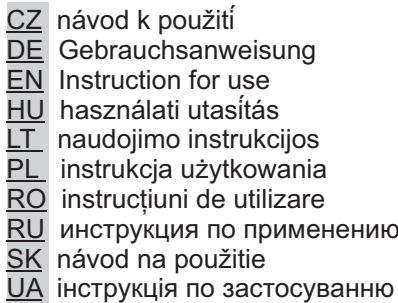 CZ návod k použití
DE Gebrauchsanweisung
EN Instruction for use
HU használati utasítás
LT naudojimo instrukcijos
PL instrukcja użytkowania
RO instrucțiuni de utilizare
RU инструкция по применению
SK návod na použitie
UA інструкція по застосуванню